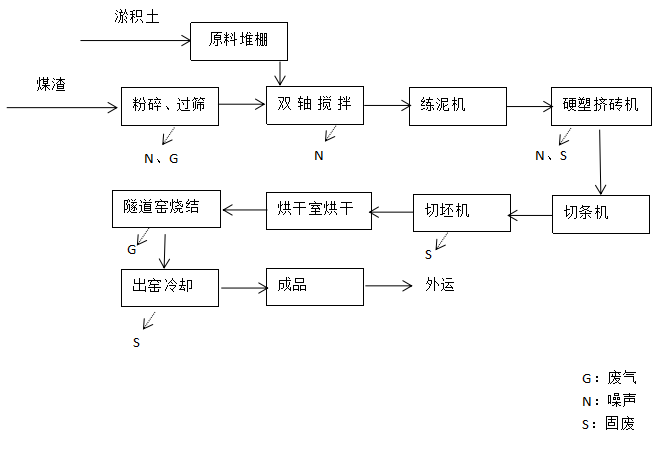 淤积土
原料堆棚
煤渣
粉碎、过筛
双轴搅拌
练泥机
硬塑挤砖机
N、G
N
N、S
隧道窑烧结
烘干室烘干
切坯机
切条机
G
S
出窑冷却
成品
外运
S
G：废气
N：噪声
S：固废